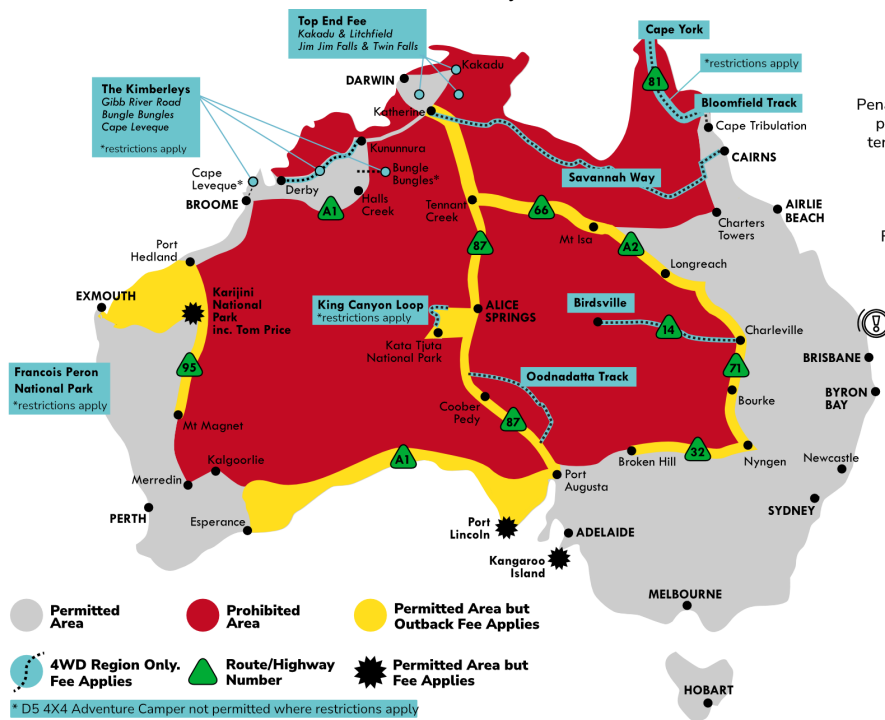 Top End Fee
Kakadu & Litchfield
Jim Jim Falls & Twin Falls
Cape York
*restrictions apply
81
Bloomfield Track
Cape Tribulation
CAIRNS
The Kimberleys
Gibb River Road
Bungle Bungles
Cape Leveque
*restrictions apply
DARWIN
Kakadu
Katherine
Kununnura
Cape
Leveque*
Derby
Bungle
Bungles*
Halls
Creek
BROOME
A1
Savannah Way
Tennant
Creek
66
Mt Isa
A2
Charters
Towers
AIRLIE
BEACH
Port
Hedland
87
Longreach
EXMOUTH
Karijini
National
Park
inc. Tom Price
King Canyon Loop
*restrictions apply
ALICE
SPRINGS
Kata Tjuta
National Park
Birdsville
14
Charleville
BRISBANE
Francois Peron
National Park
*restrictions apply
95
Oodnadatta Track
71
BYRON
BAY
Bourke
Coober
Pedy
87
Mt Magnet
Kalgoorlie
A1
Broken Hill
32
Nyngen
Newcastle
Merredin
Port
Augusta
SYDNEY
PERTH
Esperance
Port
Lincoln
ADELAIDE
Kangaroo
Island
MELBOURNE
HOBART
Permitted
Area
Prohibited
Area
Permitted Area but
Outback Fee Applies
4WD Region Only.
Fee Applies
Route/Highway
Number
Permitted Area but
Fee Applies
* D5 4X4 Adventure Camper not permitted where restrictions apply